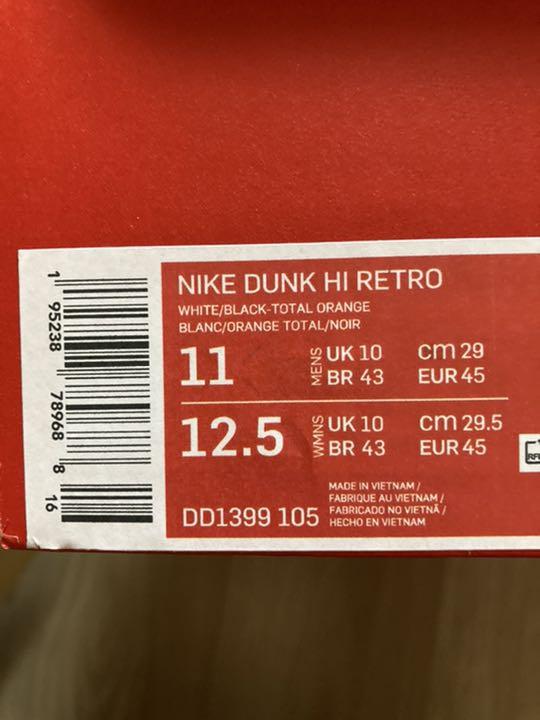 NIKE DUNK HI RETRO
WHITE/BLACK-TOTAL ORANGE
BLANC/ORANGE TOTAL/NOIR
11 MENS UK 10 cm 29
BR 43 EUR 45
12.5 WMNS UK 10 cm 29.5
BR 43 EUR 45
DD1399 105
MADE IN VIETNAM /
FABRIQUE AU VIETNAM /
FABRICADO NO VIETNÃ /
HECHO EN VIETNAM
1 95238 78968 8 16